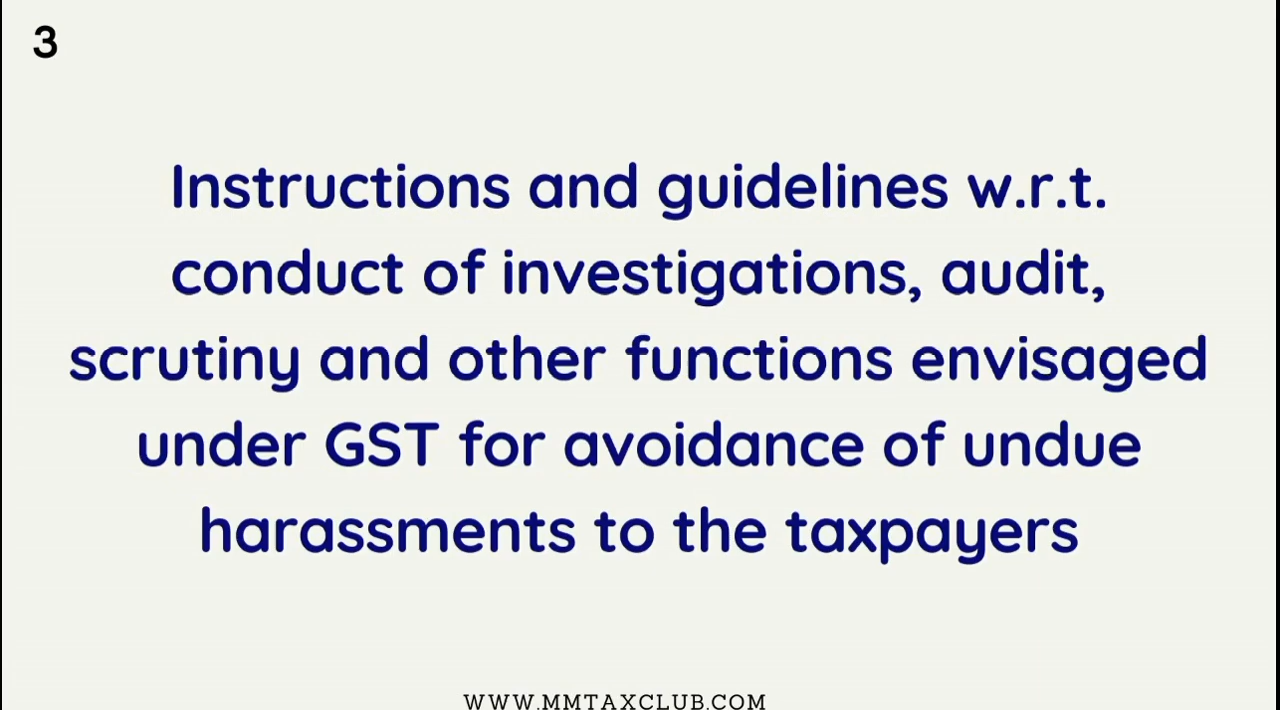 3
Instructions and guidelines w.r.t.
conduct of investigations, audit,
scrutiny and other functions envisaged
under GST for avoidance of undue
harassments to the taxpayers
WWW.MMTAXCLUB.COM